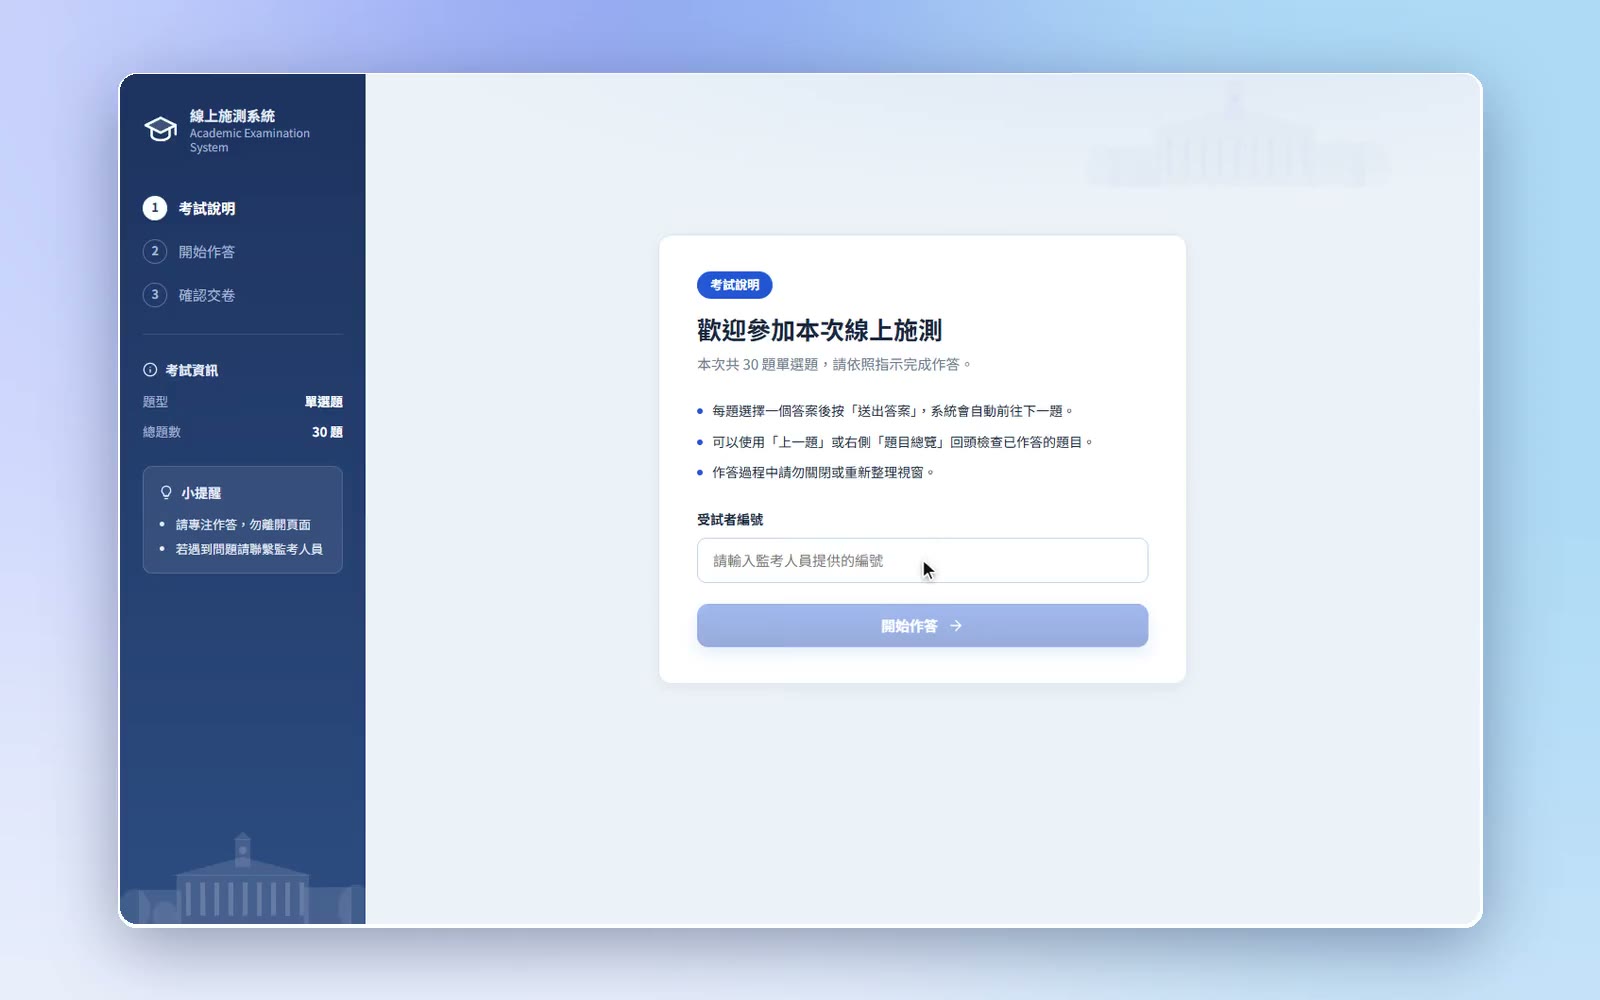 線上施測系統
Academic Examination
System
1 考試說明
2 開始作答
3 確認交卷
考試資訊
題型 單選題
總題數 30 題
小提醒
請專注作答，勿離開頁面
若遇到問題請聯繫監考人員
考試說明
歡迎參加本次線上施測
本次共 30 題單選題，請依照指示完成作答。
每題選擇一個答案後按「送出答案」，系統會自動前往下一題。
可以使用「上一題」或右側「題目總覽」回頭檢查已作答的題目。
作答過程中請勿關閉或重新整理視窗。
受試者編號
請輸入監考人員提供的編號
開始作答 →